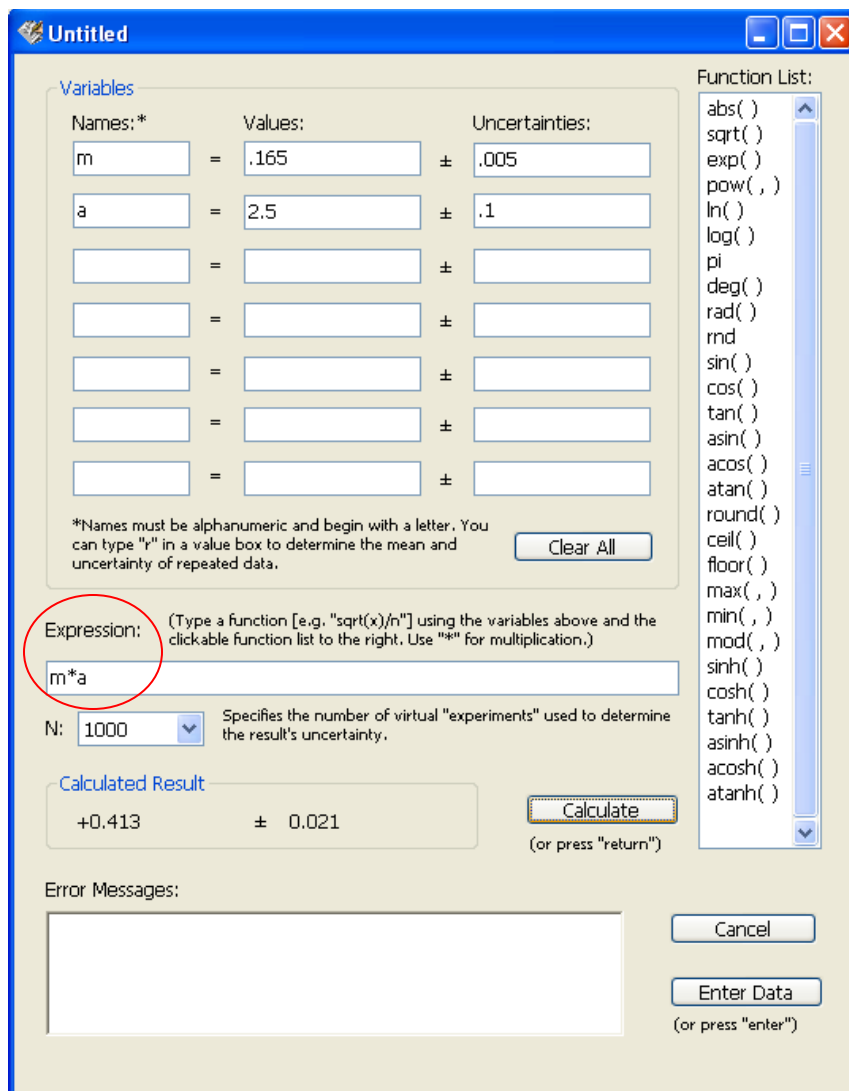 Untitled
Variables
Names:* Values: Uncertainties:
m = .165 ± .005
a = 2.5 ± .1
= ±
= ±
= ±
= ±
= ±
*Names must be alphanumeric and begin with a letter. You
can type "r" in a value box to determine the mean and
uncertainty of repeated data.
Clear All
Expression:
(Type a function [e.g. "sqrt(x)/n"] using the variables above and the
clickable function list to the right. Use "*" for multiplication.)
m*a
N: 1000
Specifies the number of virtual "experiments" used to determine
the result's uncertainty.
Calculated Result
+0.413 ± 0.021
Calculate
(or press "return")
Error Messages:
Cancel
Enter Data
(or press "enter")
Function List:
abs( )
sqrt( )
exp( )
pow( , )
ln( )
log( )
pi
deg( )
rad( )
rnd
sin( )
cos( )
tan( )
asin( )
acos( )
atan( )
round( )
ceil( )
floor( )
max( , )
min( , )
mod( , )
sinh( )
cosh( )
tanh( )
asinh( )
acosh( )
atanh( )